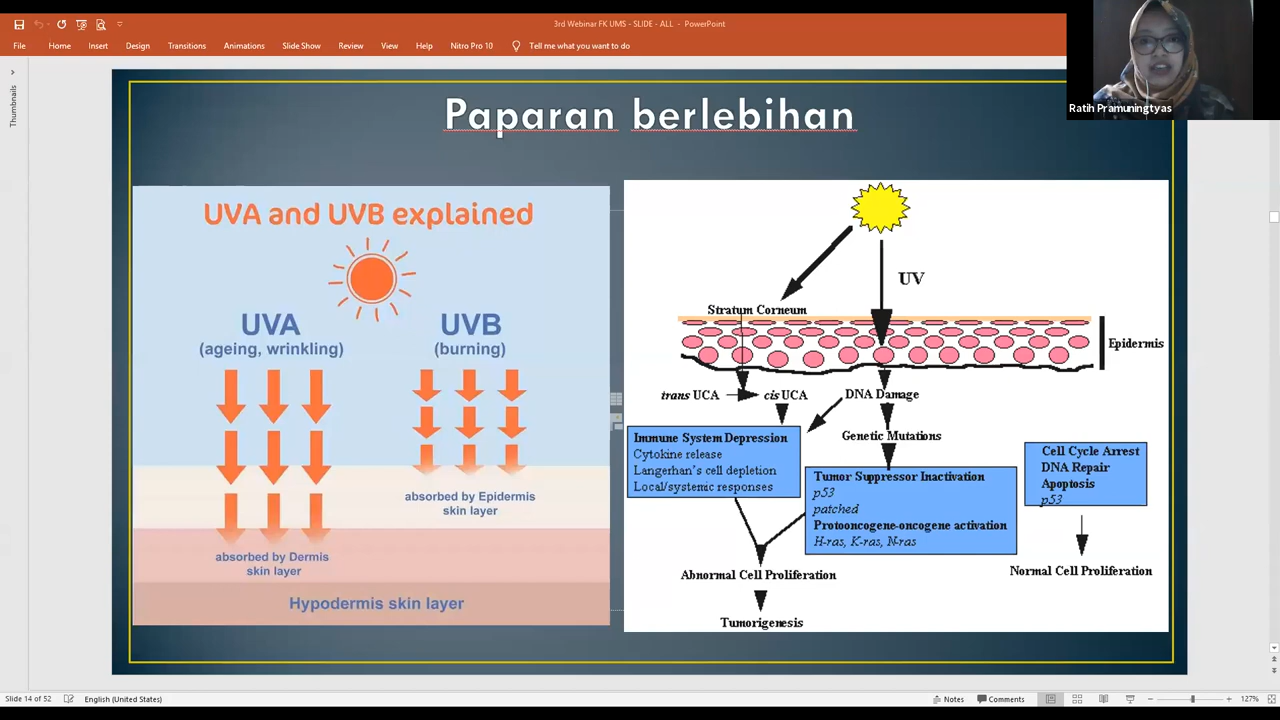 3rd Webinar FK UMS - SLIDE - ALL - PowerPoint
File Home Insert Design Transitions Animations Slide Show Review View Help Nitro Pro 10 Tell me what you want to do
Ratih Pramuningtyas
Thumbnails
Paparan berlebihan
UVA and UVB explained
UVA
(ageing, wrinkling)
UVB
(burning)
absorbed by Epidermis
skin layer
absorbed by Dermis
skin layer
Hypodermis skin layer
UV
Stratum Corneum
Epidermis
trans UCA
cis UCA
DNA Damage
Genetic Mutations
Immune System Depression
Cytokine release
Langerhan's cell depletion
Local/systemic responses
Tumor Suppressor Inactivation
p53
patched
Protooncogene-oncogene activation
H-ras, K-ras, N-ras
Cell Cycle Arrest
DNA Repair
Apoptosis
p53
Abnormal Cell Proliferation
Normal Cell Proliferation
Tumorigenesis
Slide 14 of 52 English (United States) Notes Comments 127%